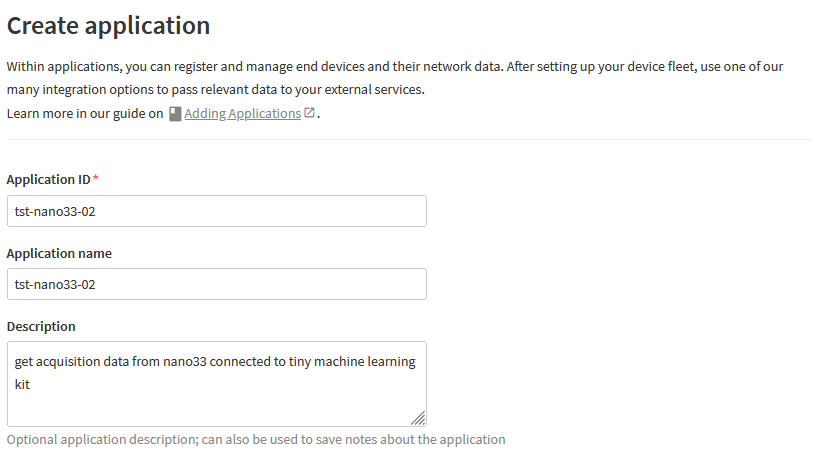 Create application
Within applications, you can register and manage end devices and their network data. After setting up your device fleet, use one of our
many integration options to pass relevant data to your external services.
Learn more in our guide on Adding Applications.
Application ID*
tst-nano33-02
Application name
tst-nano33-02
Description
get acquisition data from nano33 connected to tiny machine learning
kit
Optional application description; can also be used to save notes about the application